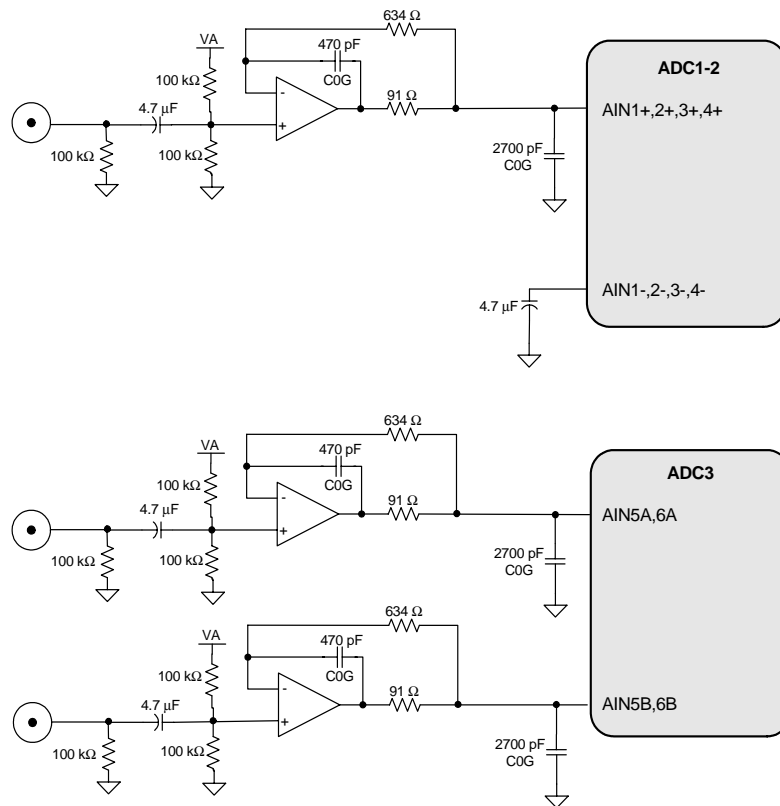 634 Ω
470 pF
C0G
VA
100 kΩ
4.7 µF
100 kΩ
100 kΩ
-
+
91 Ω
2700 pF
C0G
ADC1-2
AIN1+,2+,3+,4+
AIN1-,2-,3-,4-
4.7 µF
634 Ω
470 pF
C0G
VA
100 kΩ
4.7 µF
100 kΩ
100 kΩ
-
+
91 Ω
2700 pF
C0G
ADC3
AIN5A,6A
634 Ω
470 pF
C0G
VA
100 kΩ
4.7 µF
100 kΩ
100 kΩ
-
+
91 Ω
2700 pF
C0G
AIN5B,6B